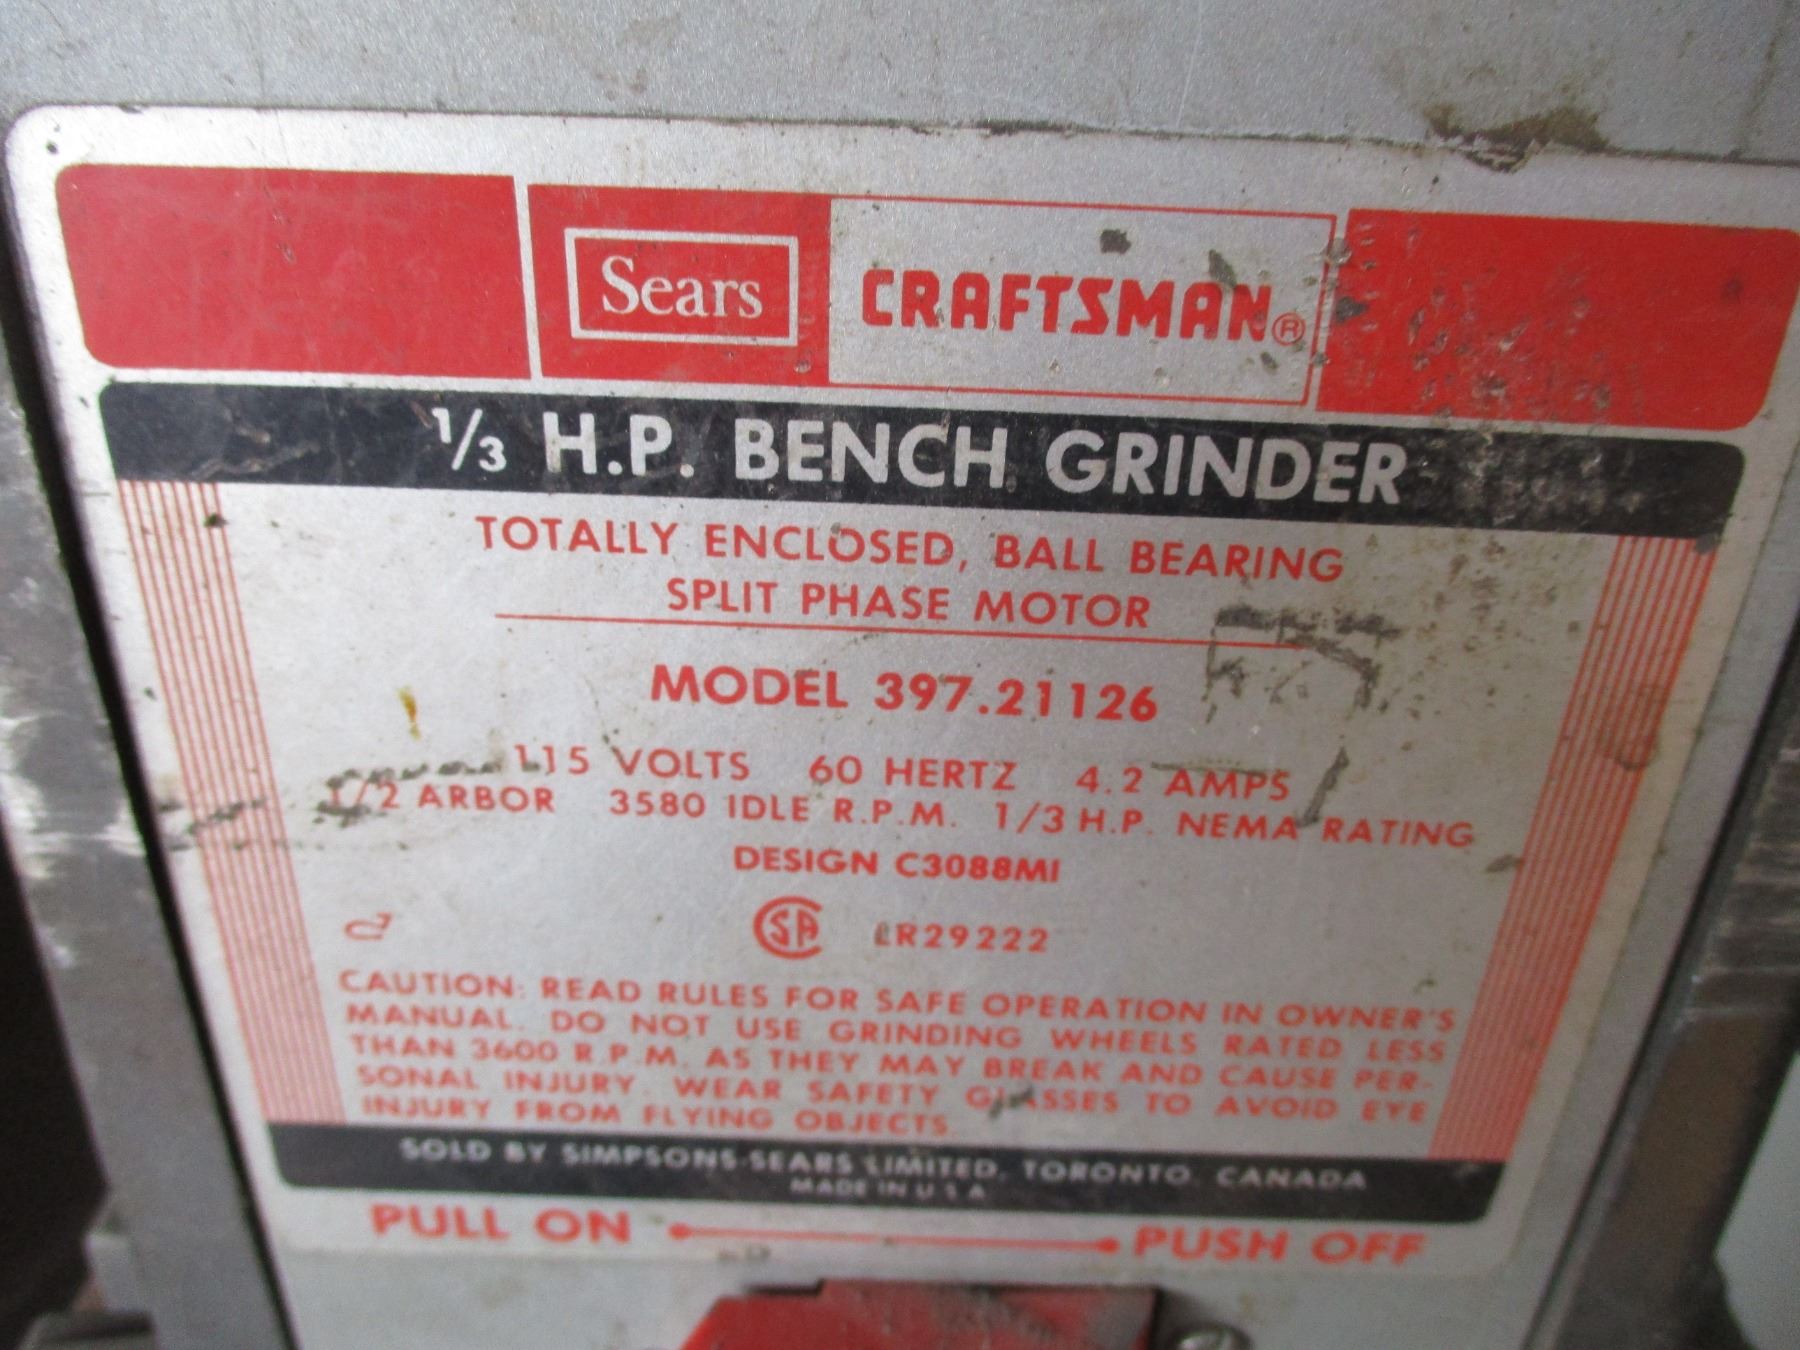 Sears CRAFTSMAN®
1/3 H.P. BENCH GRINDER
TOTALLY ENCLOSED, BALL BEARING
SPLIT PHASE MOTOR
MODEL 397.21126
115 VOLTS 60 HERTZ 4.2 AMPS
1/2 ARBOR 3580 IDLE R.P.M. 1/3 H.P. NEMA RATING
DESIGN C3088MI
CSA LR29222
CAUTION: READ RULES FOR SAFE OPERATION IN OWNER'S
MANUAL. DO NOT USE GRINDING WHEELS RATED LESS
THAN 3600 R.P.M. AS THEY MAY BREAK AND CAUSE PER-
SONAL INJURY. WEAR SAFETY GLASSES TO AVOID EYE
INJURY FROM FLYING OBJECTS.
SOLD BY SIMPSONS-SEARS LIMITED, TORONTO, CANADA
MADE IN U S A
PULL ON PUSH OFF